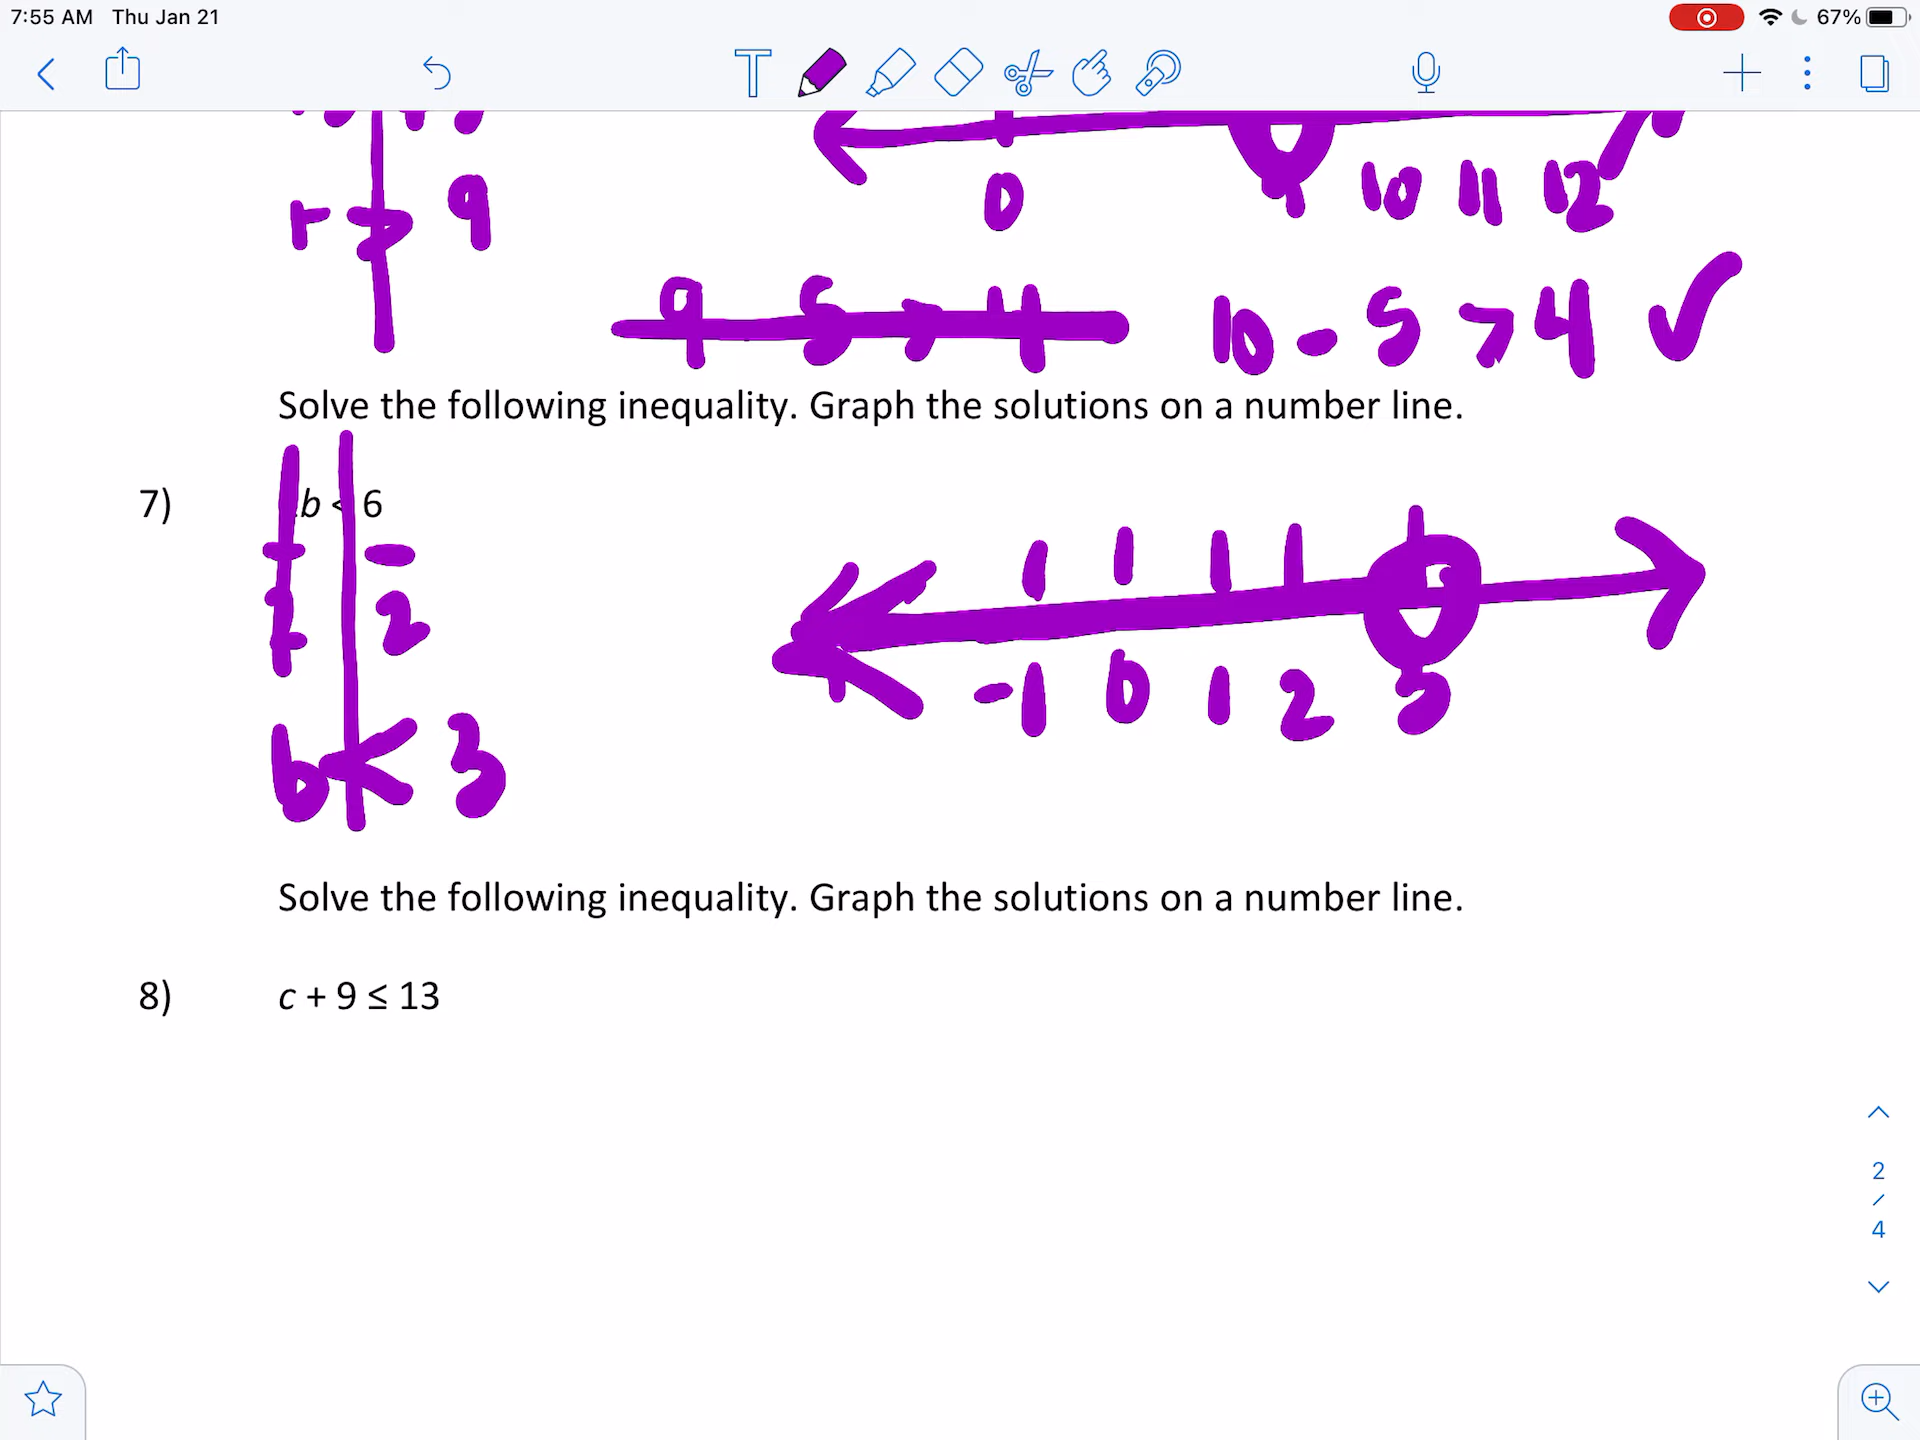 7:55 AM Thu Jan 21
67%
T
r > 9
0 9 10 11 12
9 - 5 > 4 10 - 5 > 4 ✓
Solve the following inequality. Graph the solutions on a number line.
7) b < 6
2
-1 0 1 2 3
b < 3
Solve the following inequality. Graph the solutions on a number line.
8) c + 9 ≤ 13
2
/
4